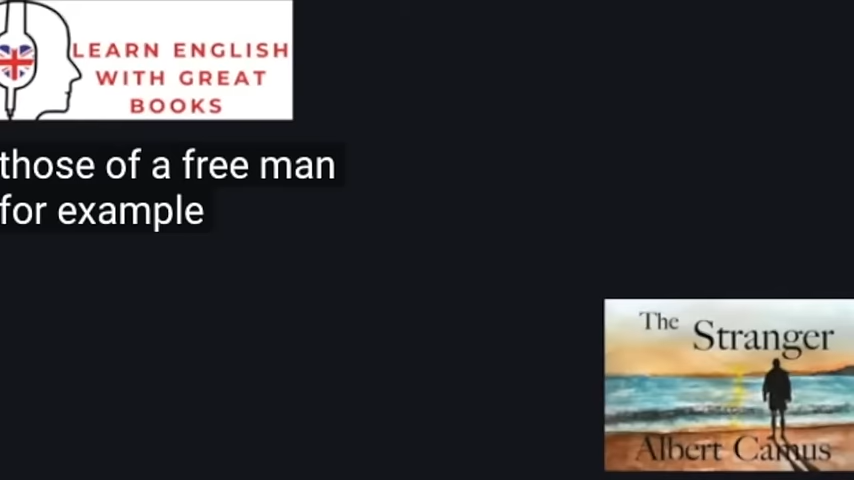 LEARN ENGLISH
WITH GREAT
BOOKS
those of a free man
for example
The Stranger
Albert Camus